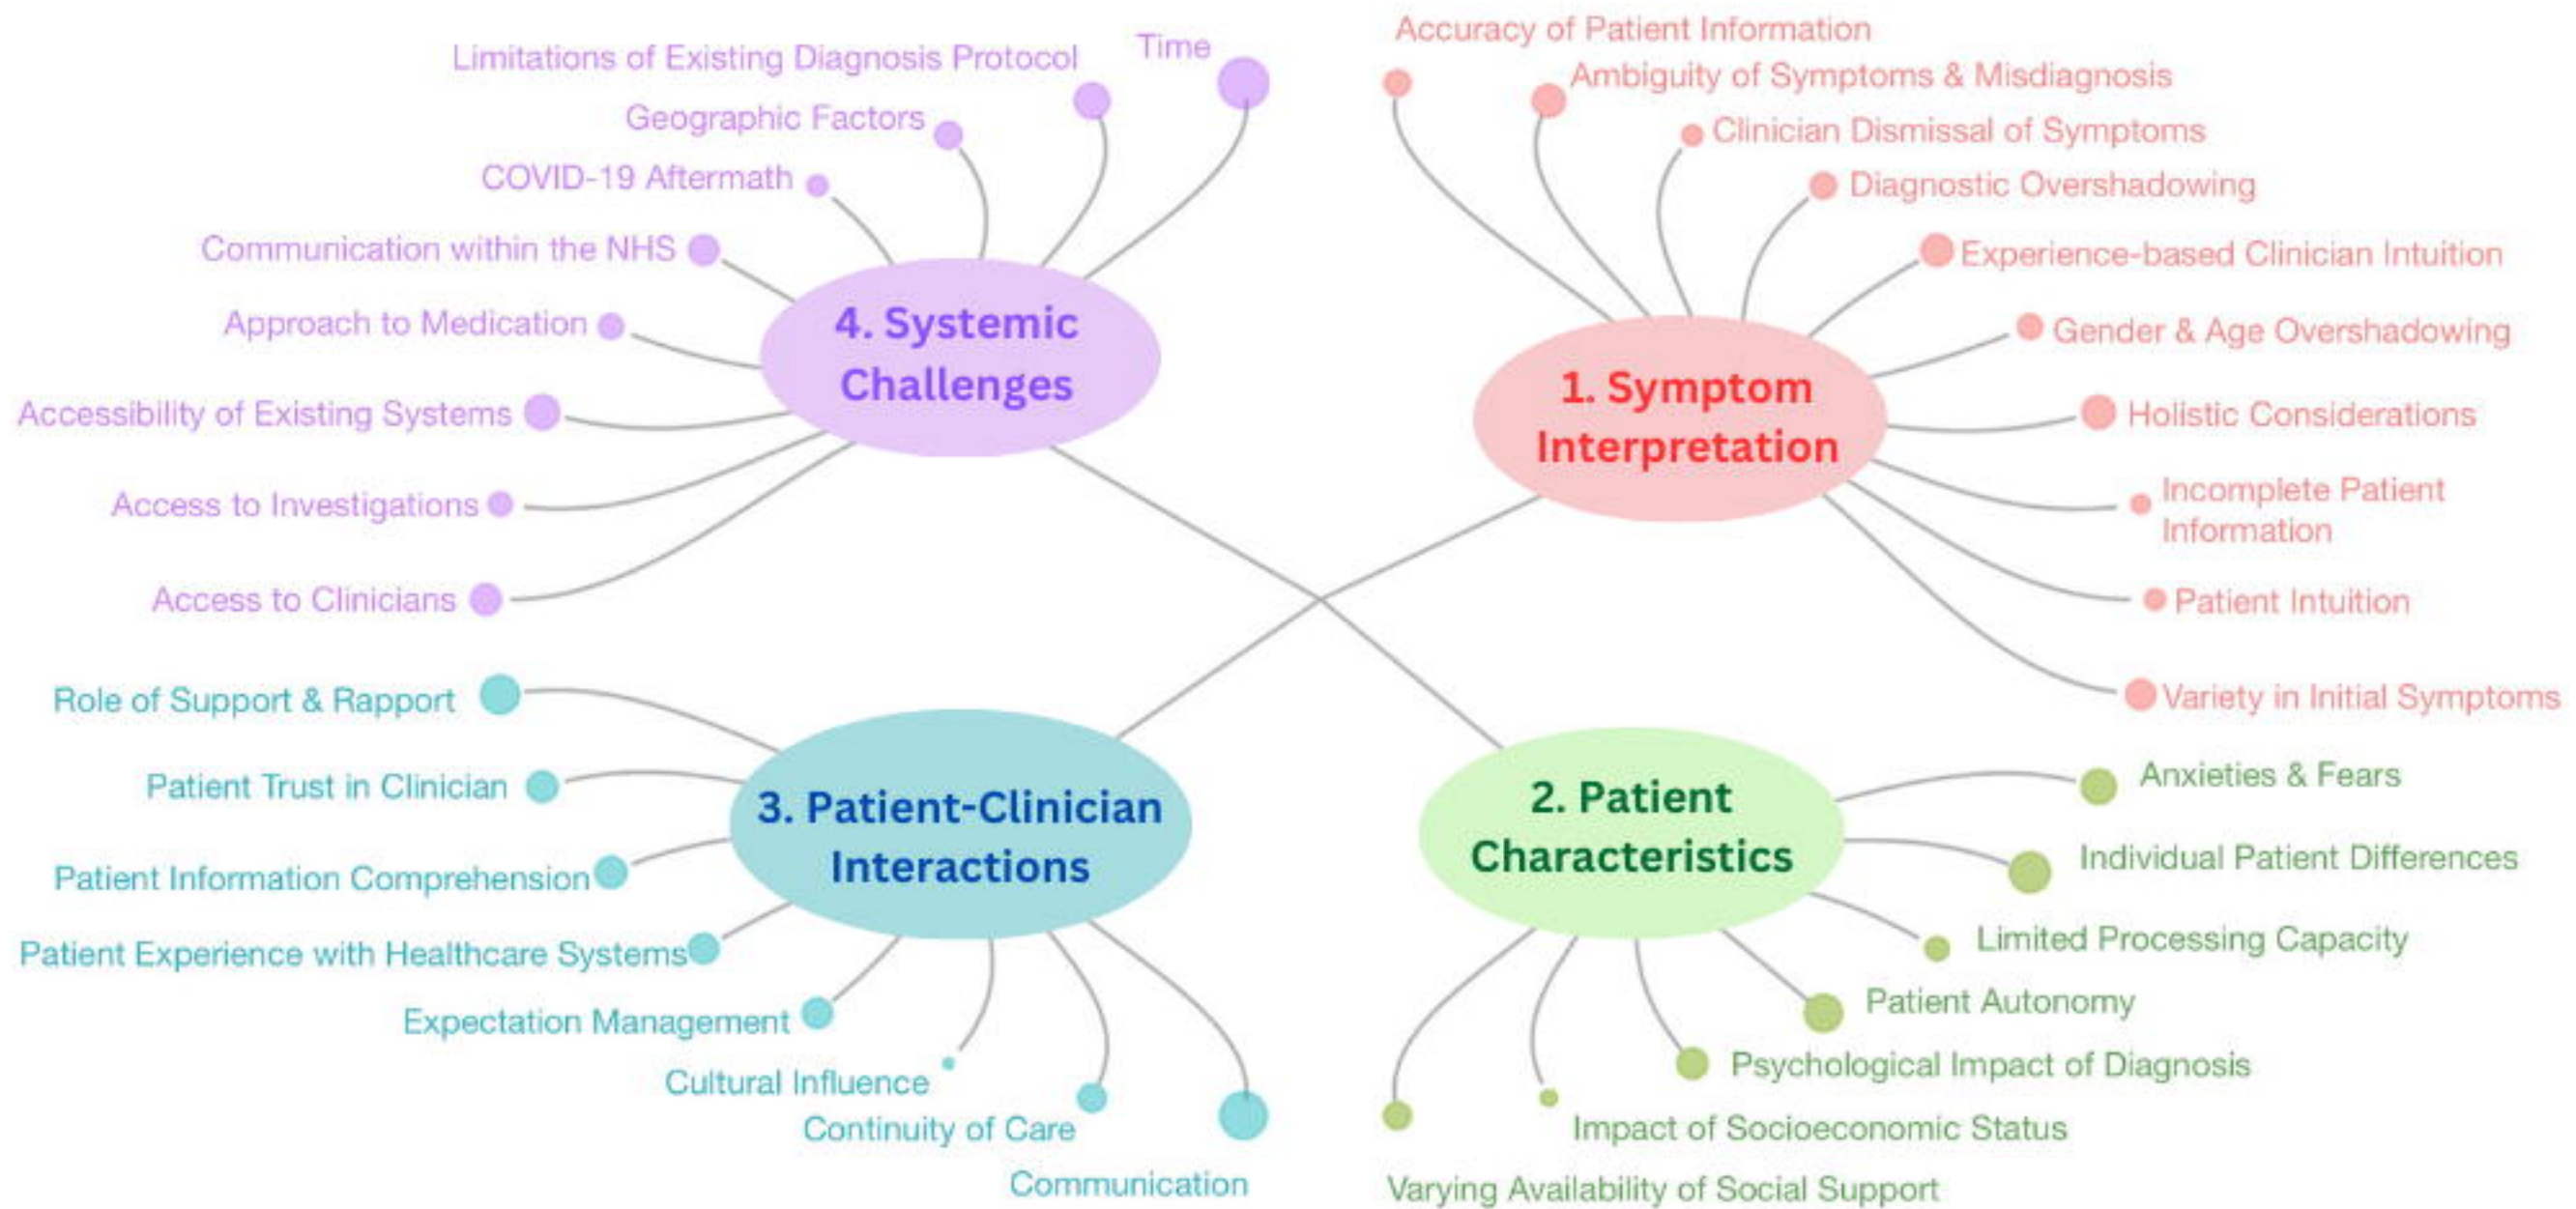 Limitations of Existing Diagnosis Protocol
Time
Geographic Factors
COVID-19 Aftermath
Communication within the NHS
Approach to Medication
Accessibility of Existing Systems
Access to Investigations
Access to Clinicians
4. Systemic
Challenges
Accuracy of Patient Information
Ambiguity of Symptoms & Misdiagnosis
Clinician Dismissal of Symptoms
Diagnostic Overshadowing
Experience-based Clinician Intuition
Gender & Age Overshadowing
Holistic Considerations
Incomplete Patient
Information
Patient Intuition
Variety in Initial Symptoms
1. Symptom
Interpretation
Role of Support & Rapport
Patient Trust in Clinician
Patient Information Comprehension
Patient Experience with Healthcare Systems
Expectation Management
Cultural Influence
Continuity of Care
Communication
3. Patient-Clinician
Interactions
2. Patient
Characteristics
Anxieties & Fears
Individual Patient Differences
Limited Processing Capacity
Patient Autonomy
Psychological Impact of Diagnosis
Impact of Socioeconomic Status
Varying Availability of Social Support